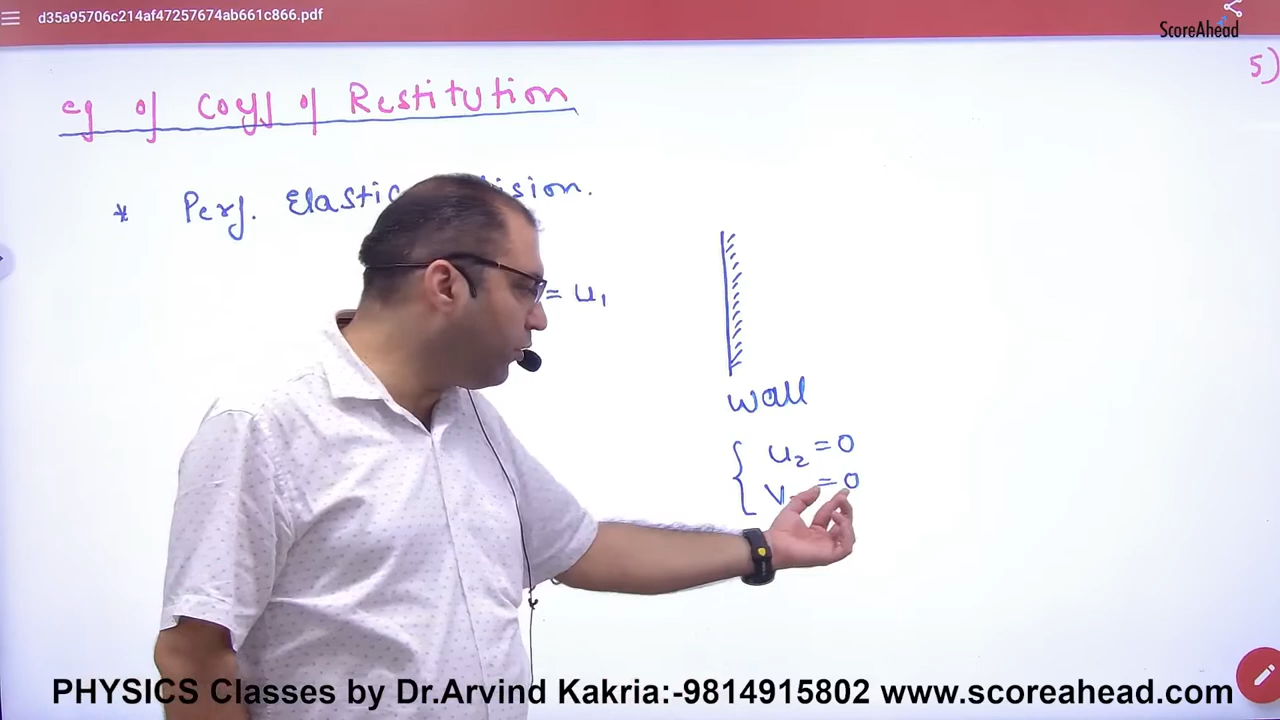 d35a95706c214af47257674ab661c866.pdf
ScoreAhead
5)
eg of Coeff of Restitution
* Perf. Elastic
= u₁
Wall
u₂ = 0
V = 0
PHYSICS Classes by Dr.Arvind Kakria:-9814915802 www.scoreahead.com